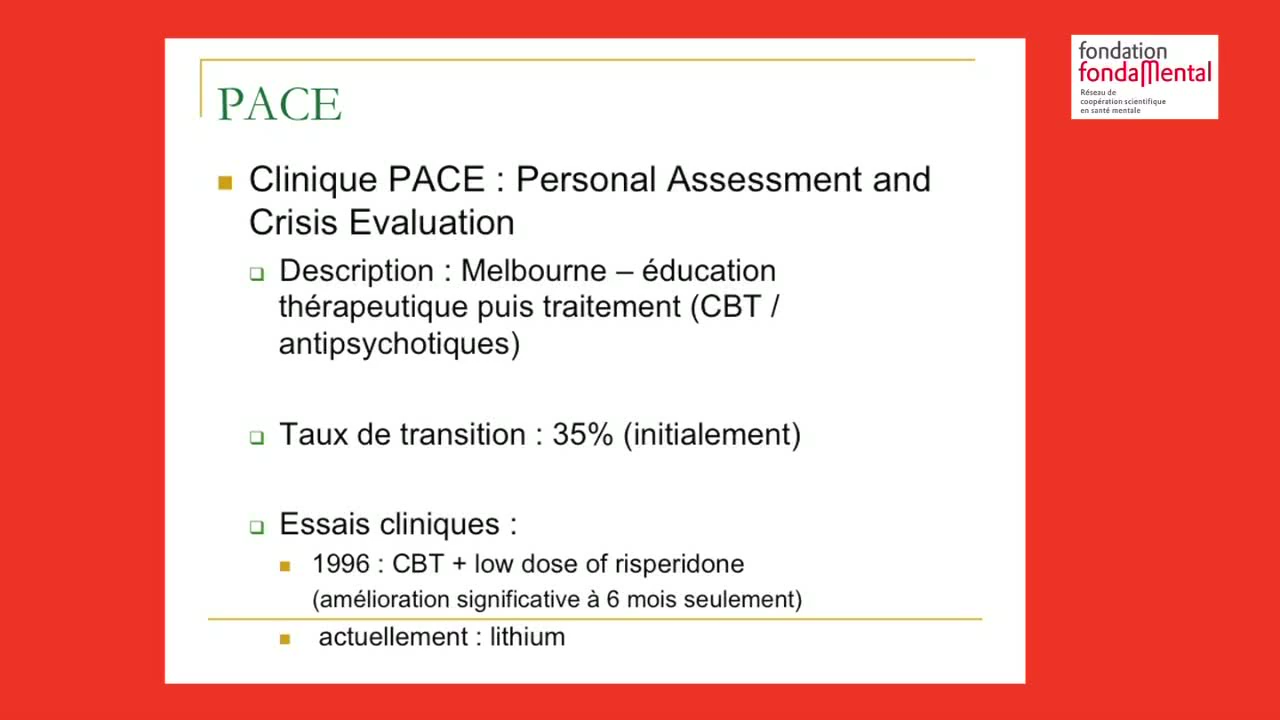 PACE
Clinique PACE : Personal Assessment and
Crisis Evaluation
Description : Melbourne – éducation
thérapeutique puis traitement (CBT /
antipsychotiques)
Taux de transition : 35% (initialement)
Essais cliniques :
1996 : CBT + low dose of risperidone
(amélioration significative à 6 mois seulement)
actuellement : lithium
fondation
fondaMental
Réseau de
coopération scientifique
en santé mentale